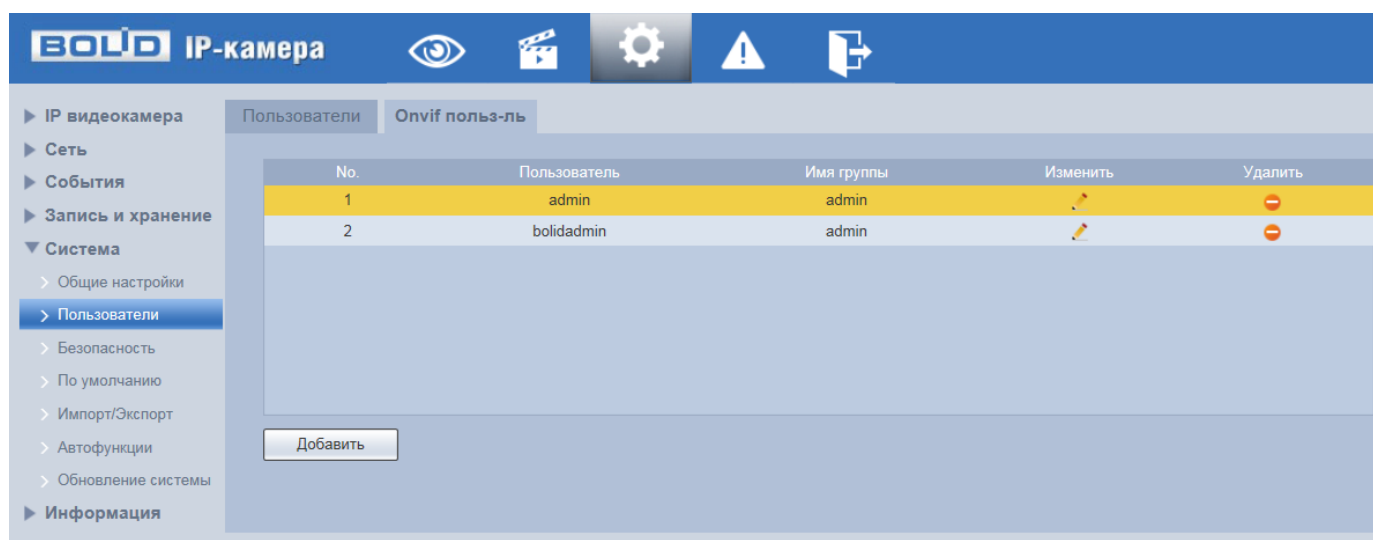 BOLID IP-камера
IP видеокамера
Сеть
События
Запись и хранение
Система
Общие настройки
Пользователи
Безопасность
По умолчанию
Импорт/Экспорт
Автофункции
Обновление системы
Информация
Пользователи Onvif польз-ль
No. Пользователь Имя группы Изменить Удалить
1 admin admin
2 bolidadmin admin
Добавить